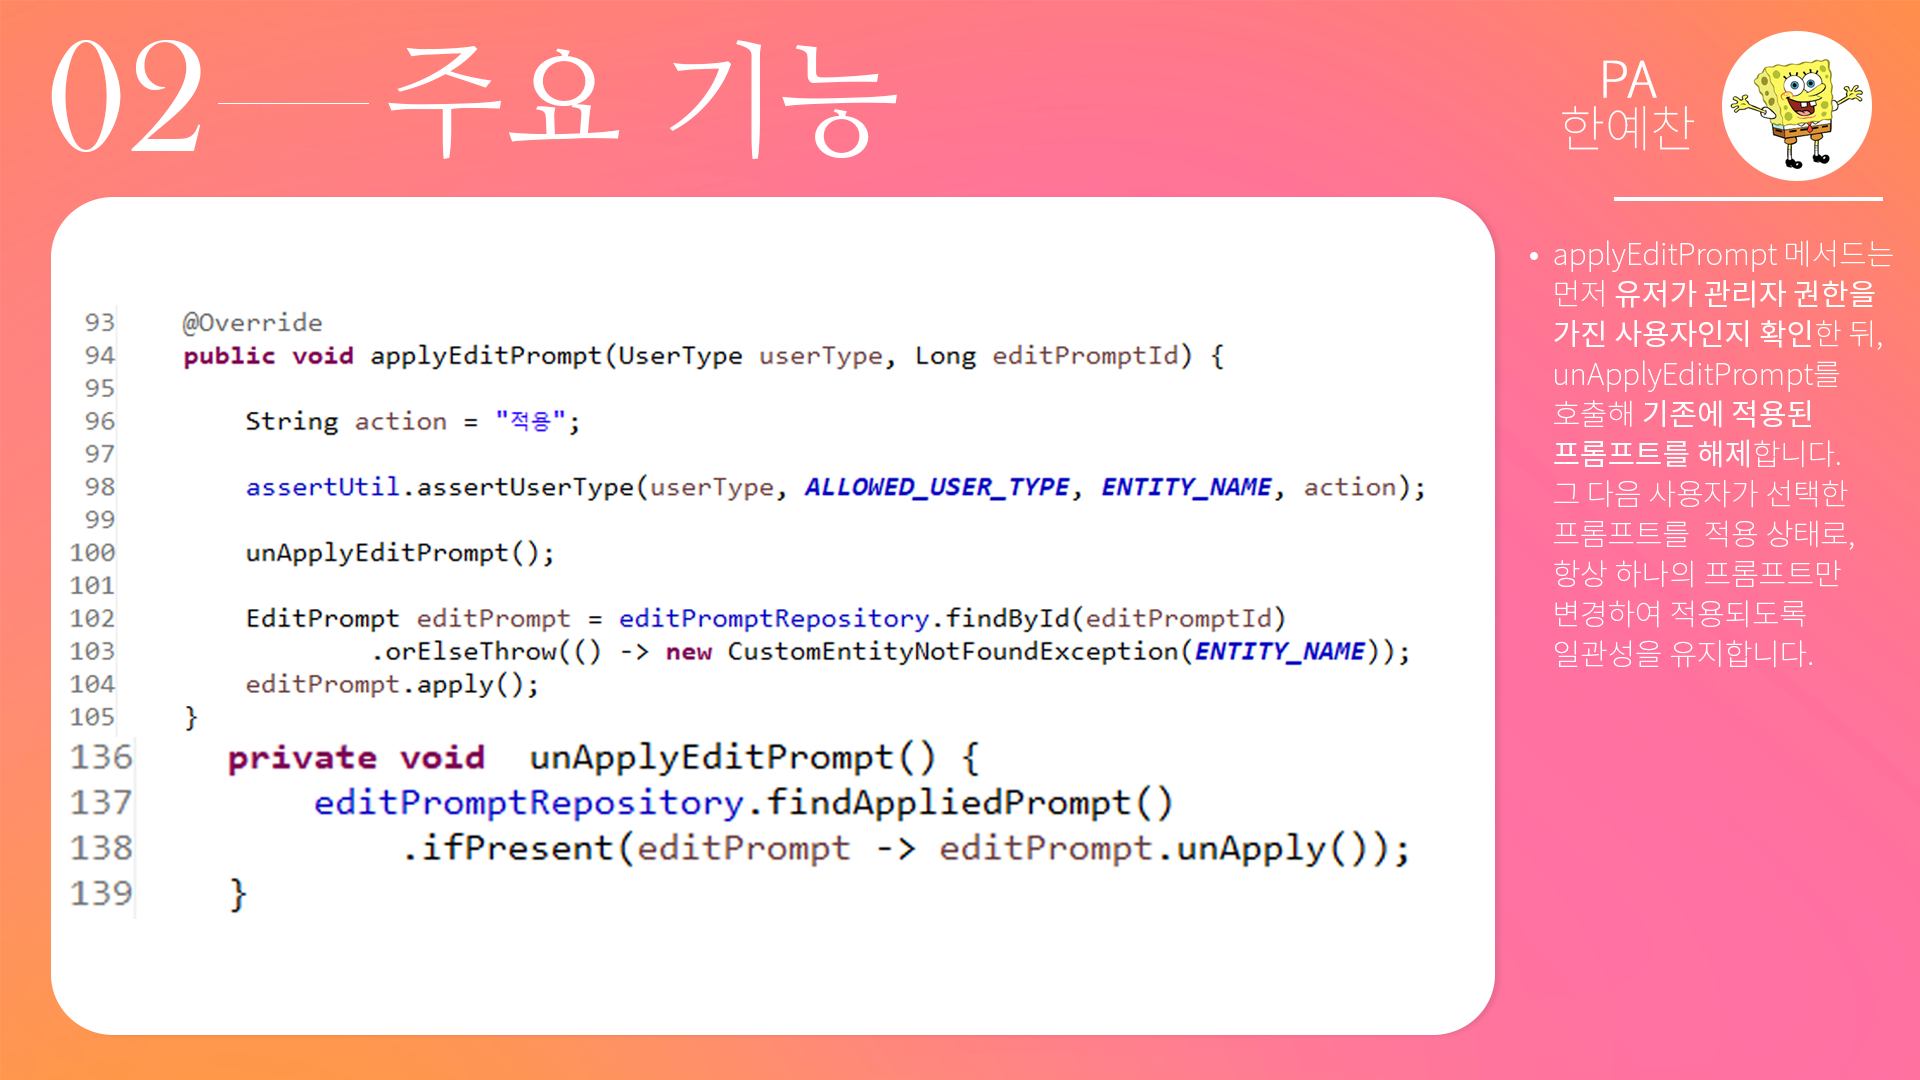 02 주요 기능
PA
한예찬
93 @Override
94 public void applyEditPrompt(UserType userType, Long editPromptId) {
95
96 String action = "적용";
97
98 assertUtil.assertUserType(userType, ALLOWED_USER_TYPE, ENTITY_NAME, action);
99
100 unApplyEditPrompt();
101
102 EditPrompt editPrompt = editPromptRepository.findById(editPromptId)
103 .orElseThrow(() -> new CustomEntityNotFoundException(ENTITY_NAME));
104 editPrompt.apply();
105 }
136 private void unApplyEditPrompt() {
137 editPromptRepository.findAppliedPrompt()
138 .ifPresent(editPrompt -> editPrompt.unApply());
139 }
• applyEditPrompt 메서드는
먼저 유저가 관리자 권한을
가진 사용자인지 확인한 뒤,
unApplyEditPrompt를
호출해 기존에 적용된
프롬프트를 해제합니다.
그 다음 사용자가 선택한
프롬프트를 적용 상태로,
항상 하나의 프롬프트만
변경하여 적용되도록
일관성을 유지합니다.